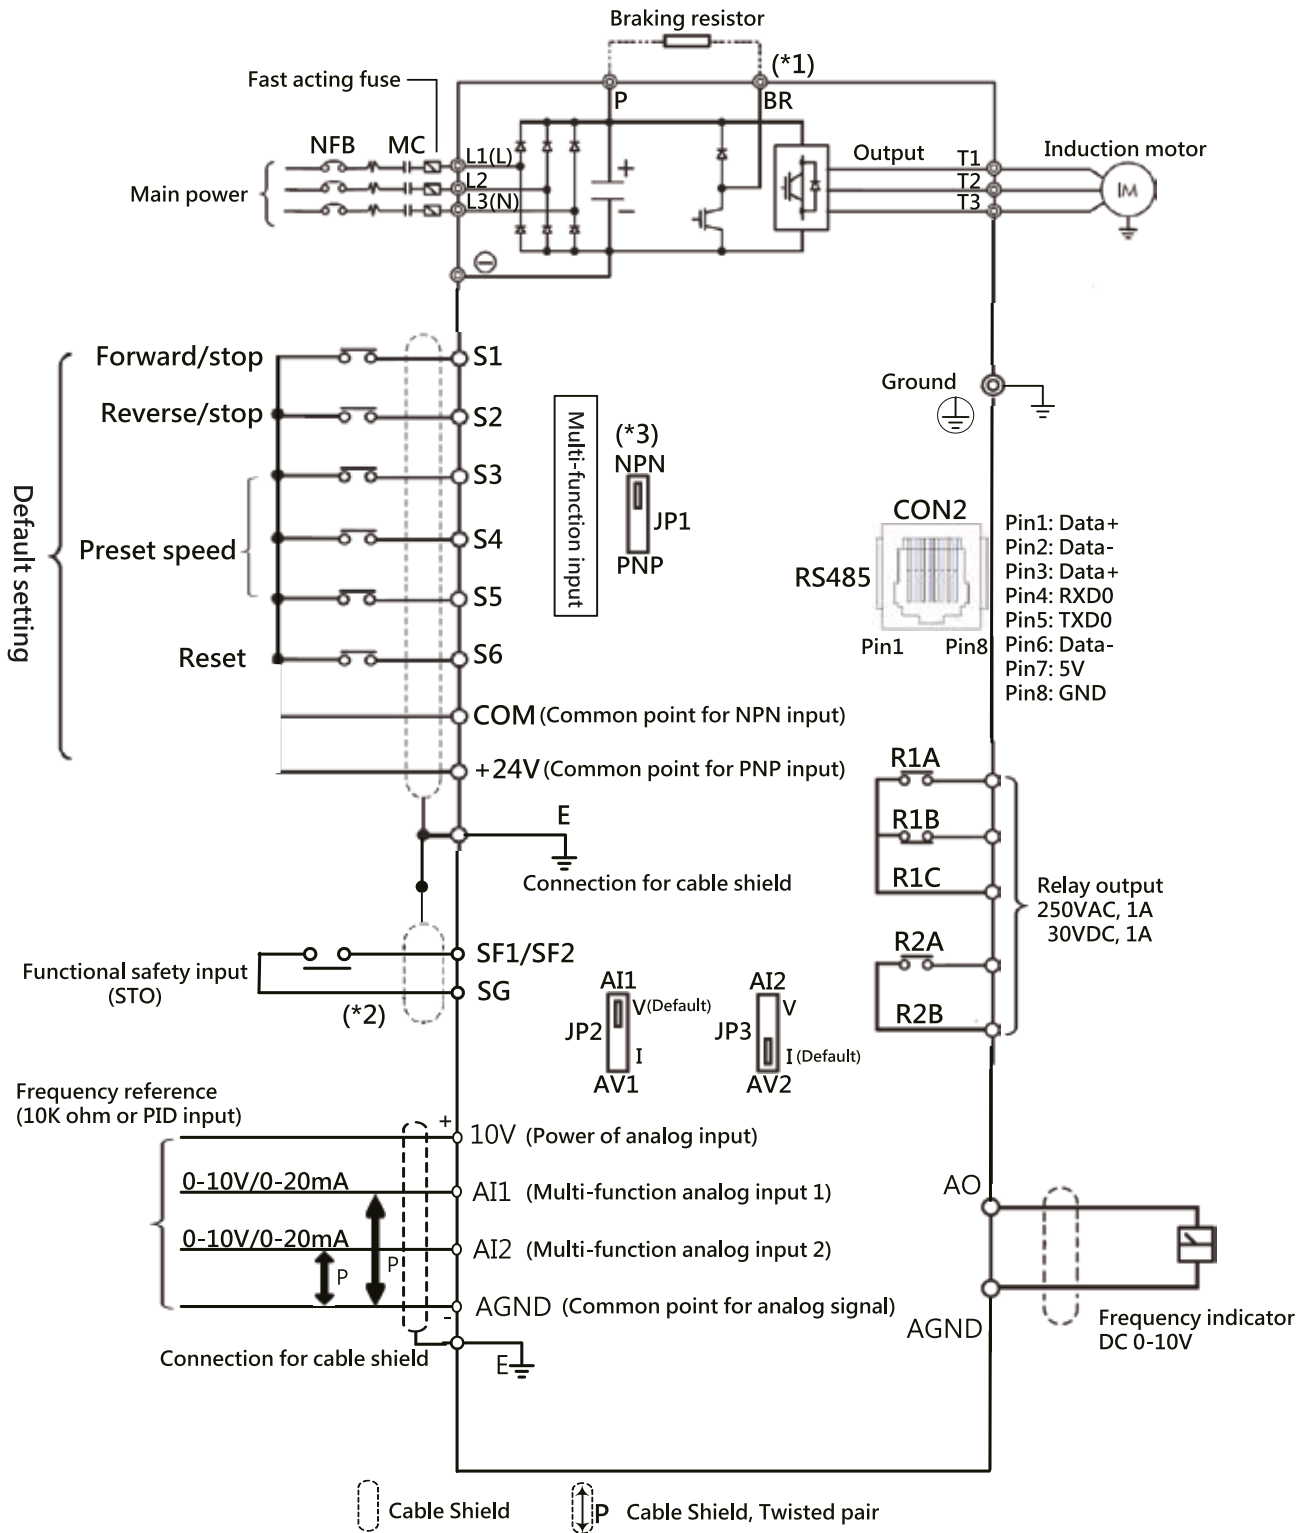 Braking resistor
(*1)
Fast acting fuse
P
BR
NFB
MC
L1(L)
L2
L3(N)
Main power
+
−
⊖
Output
T1
T2
T3
Induction motor
IM
Default setting
Forward/stop
S1
Reverse/stop
S2
S3
Preset speed
S4
S5
Reset
S6
COM (Common point for NPN input)
+24V (Common point for PNP input)
Multi-function input
(*3)
NPN
JP1
PNP
Ground
CON2
RS485
Pin1
Pin8
Pin1: Data+
Pin2: Data-
Pin3: Data+
Pin4: RXD0
Pin5: TXD0
Pin6: Data-
Pin7: 5V
Pin8: GND
E
Connection for cable shield
R1A
R1B
R1C
R2A
R2B
Relay output
250VAC, 1A
30VDC, 1A
Functional safety input
(STO)
(*2)
SF1/SF2
SG
AI1
V(Default)
JP2
I
AV1
AI2
V
JP3
I (Default)
AV2
Frequency reference
(10K ohm or PID input)
+
10V (Power of analog input)
0-10V/0-20mA
AI1 (Multi-function analog input 1)
0-10V/0-20mA
AI2 (Multi-function analog input 2)
P
P
AGND (Common point for analog signal)
-
Connection for cable shield
E
AO
AGND
Frequency indicator
DC 0-10V
Cable Shield
P
Cable Shield, Twisted pair